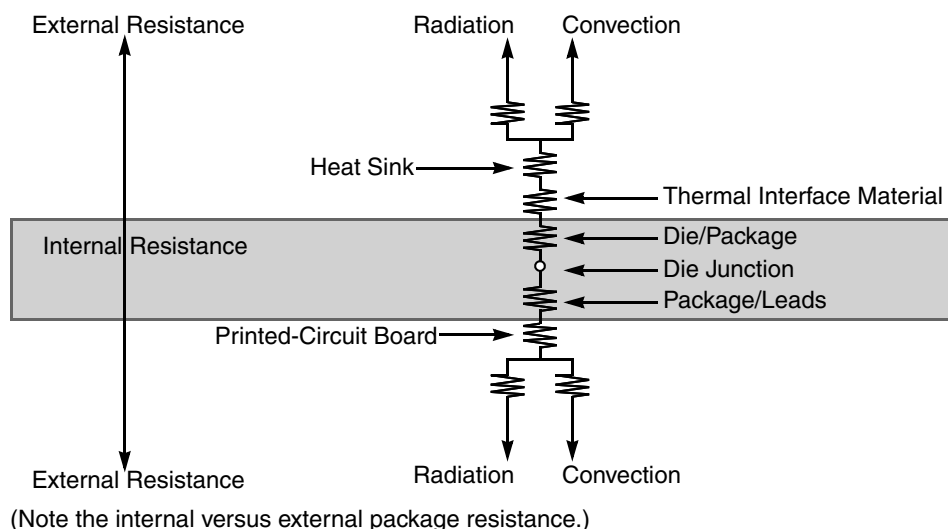 External Resistance
Radiation
Convection
Heat Sink
Thermal Interface Material
Internal Resistance
Die/Package
Die Junction
Package/Leads
Printed-Circuit Board
External Resistance
Radiation
Convection
(Note the internal versus external package resistance.)